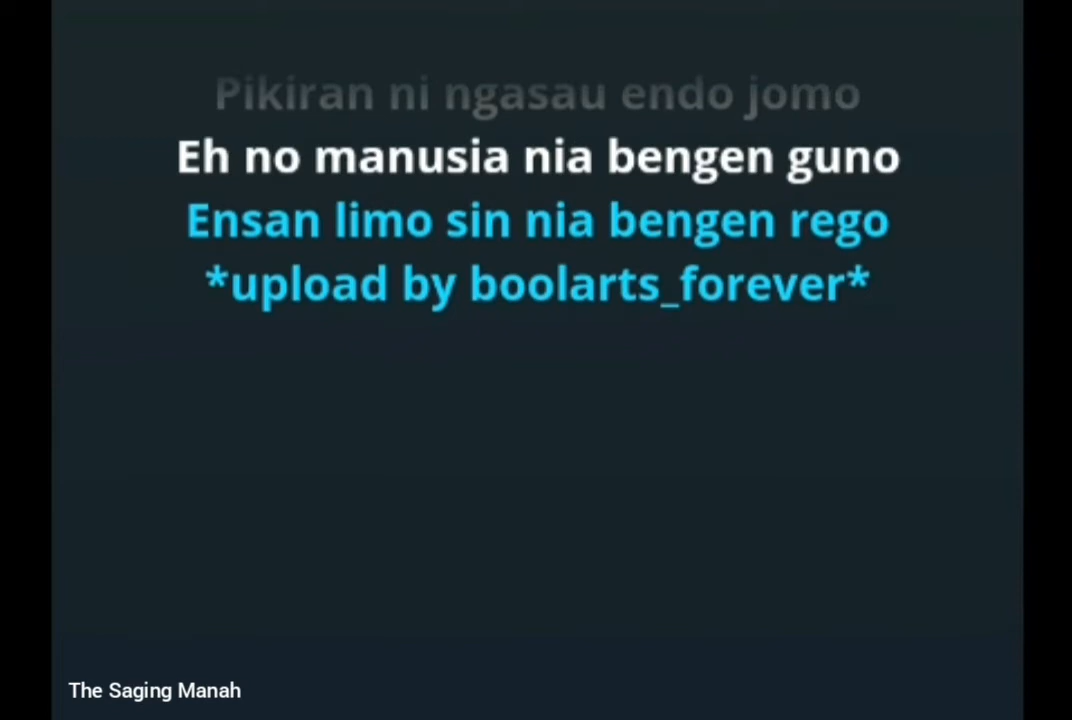 Pikiran ni ngasau endo jomo
Eh no manusia nia bengen guno
Ensan limo sin nia bengen rego
*upload by boolarts_forever*
The Saging Manah